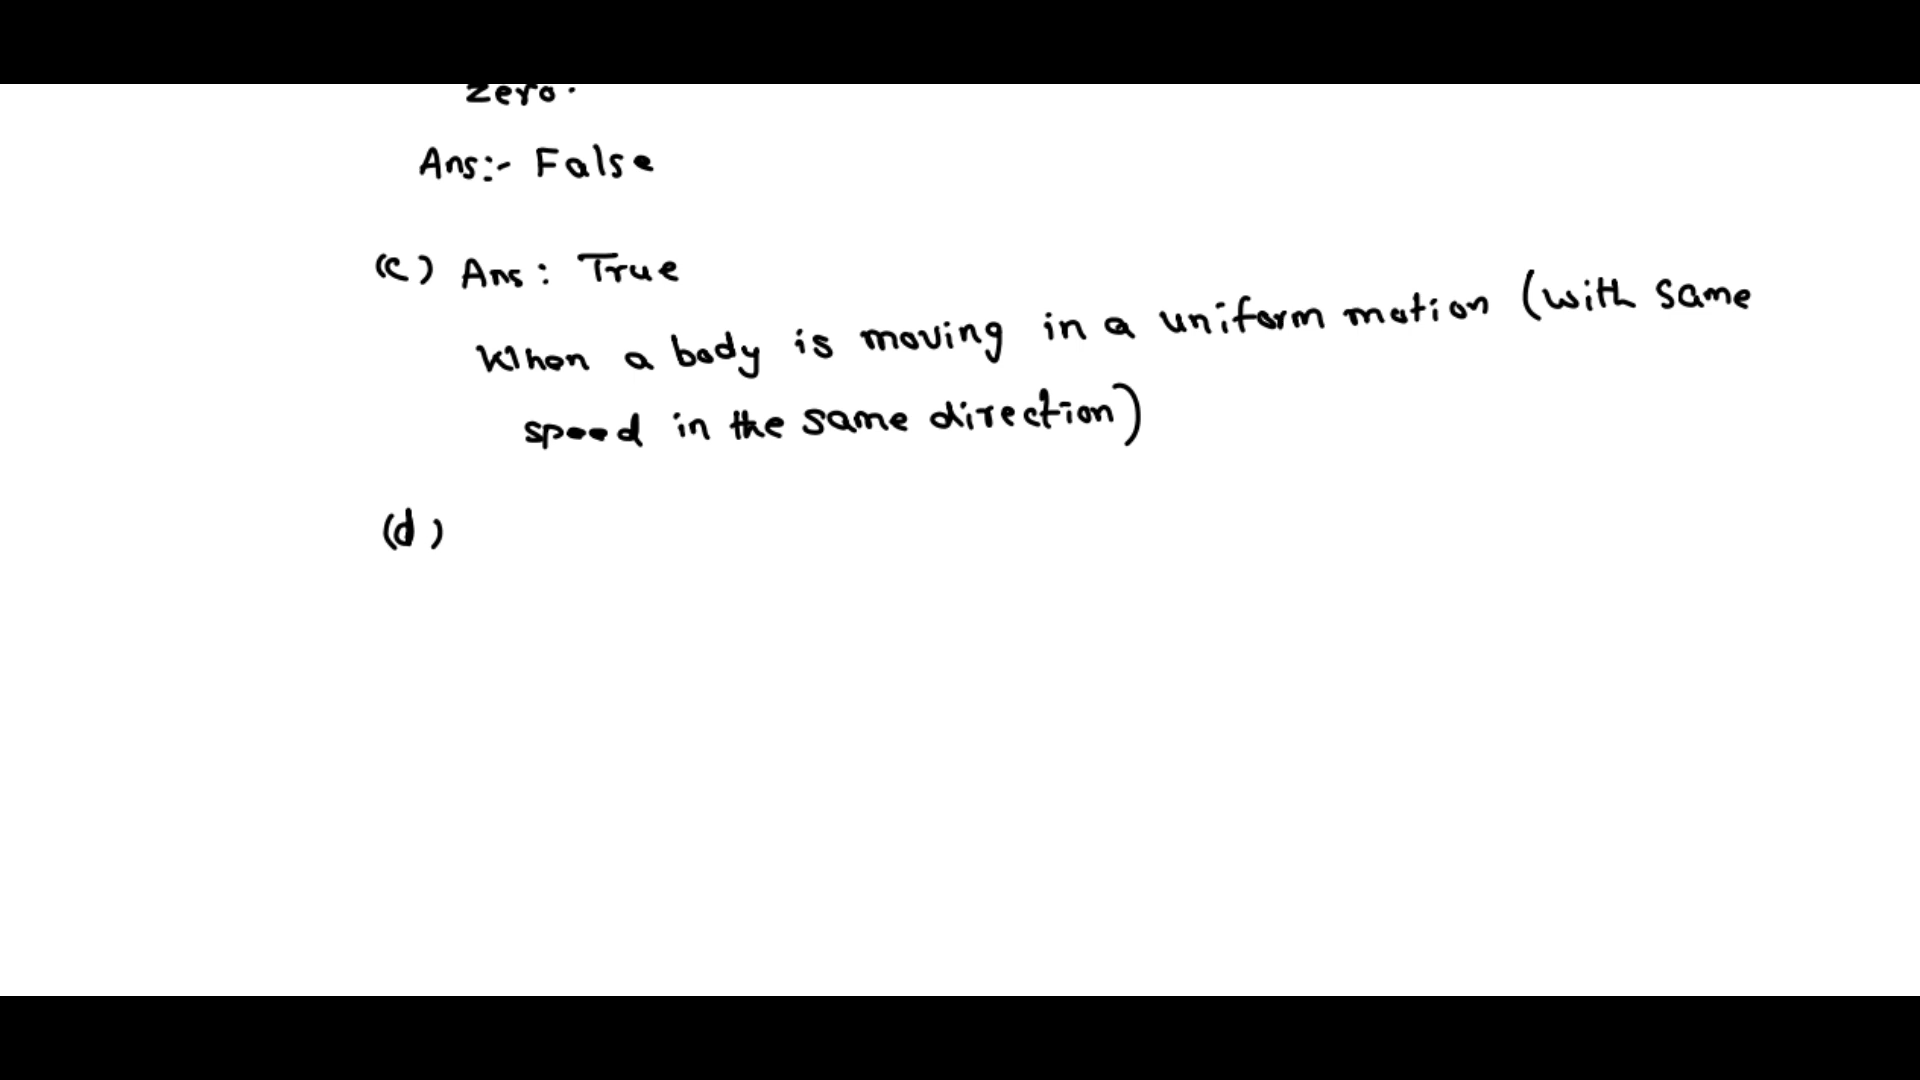 zero.
Ans:- False
(c) Ans: True
When a body is moving in a uniform motion (with same
speed in the same direction)
(d)